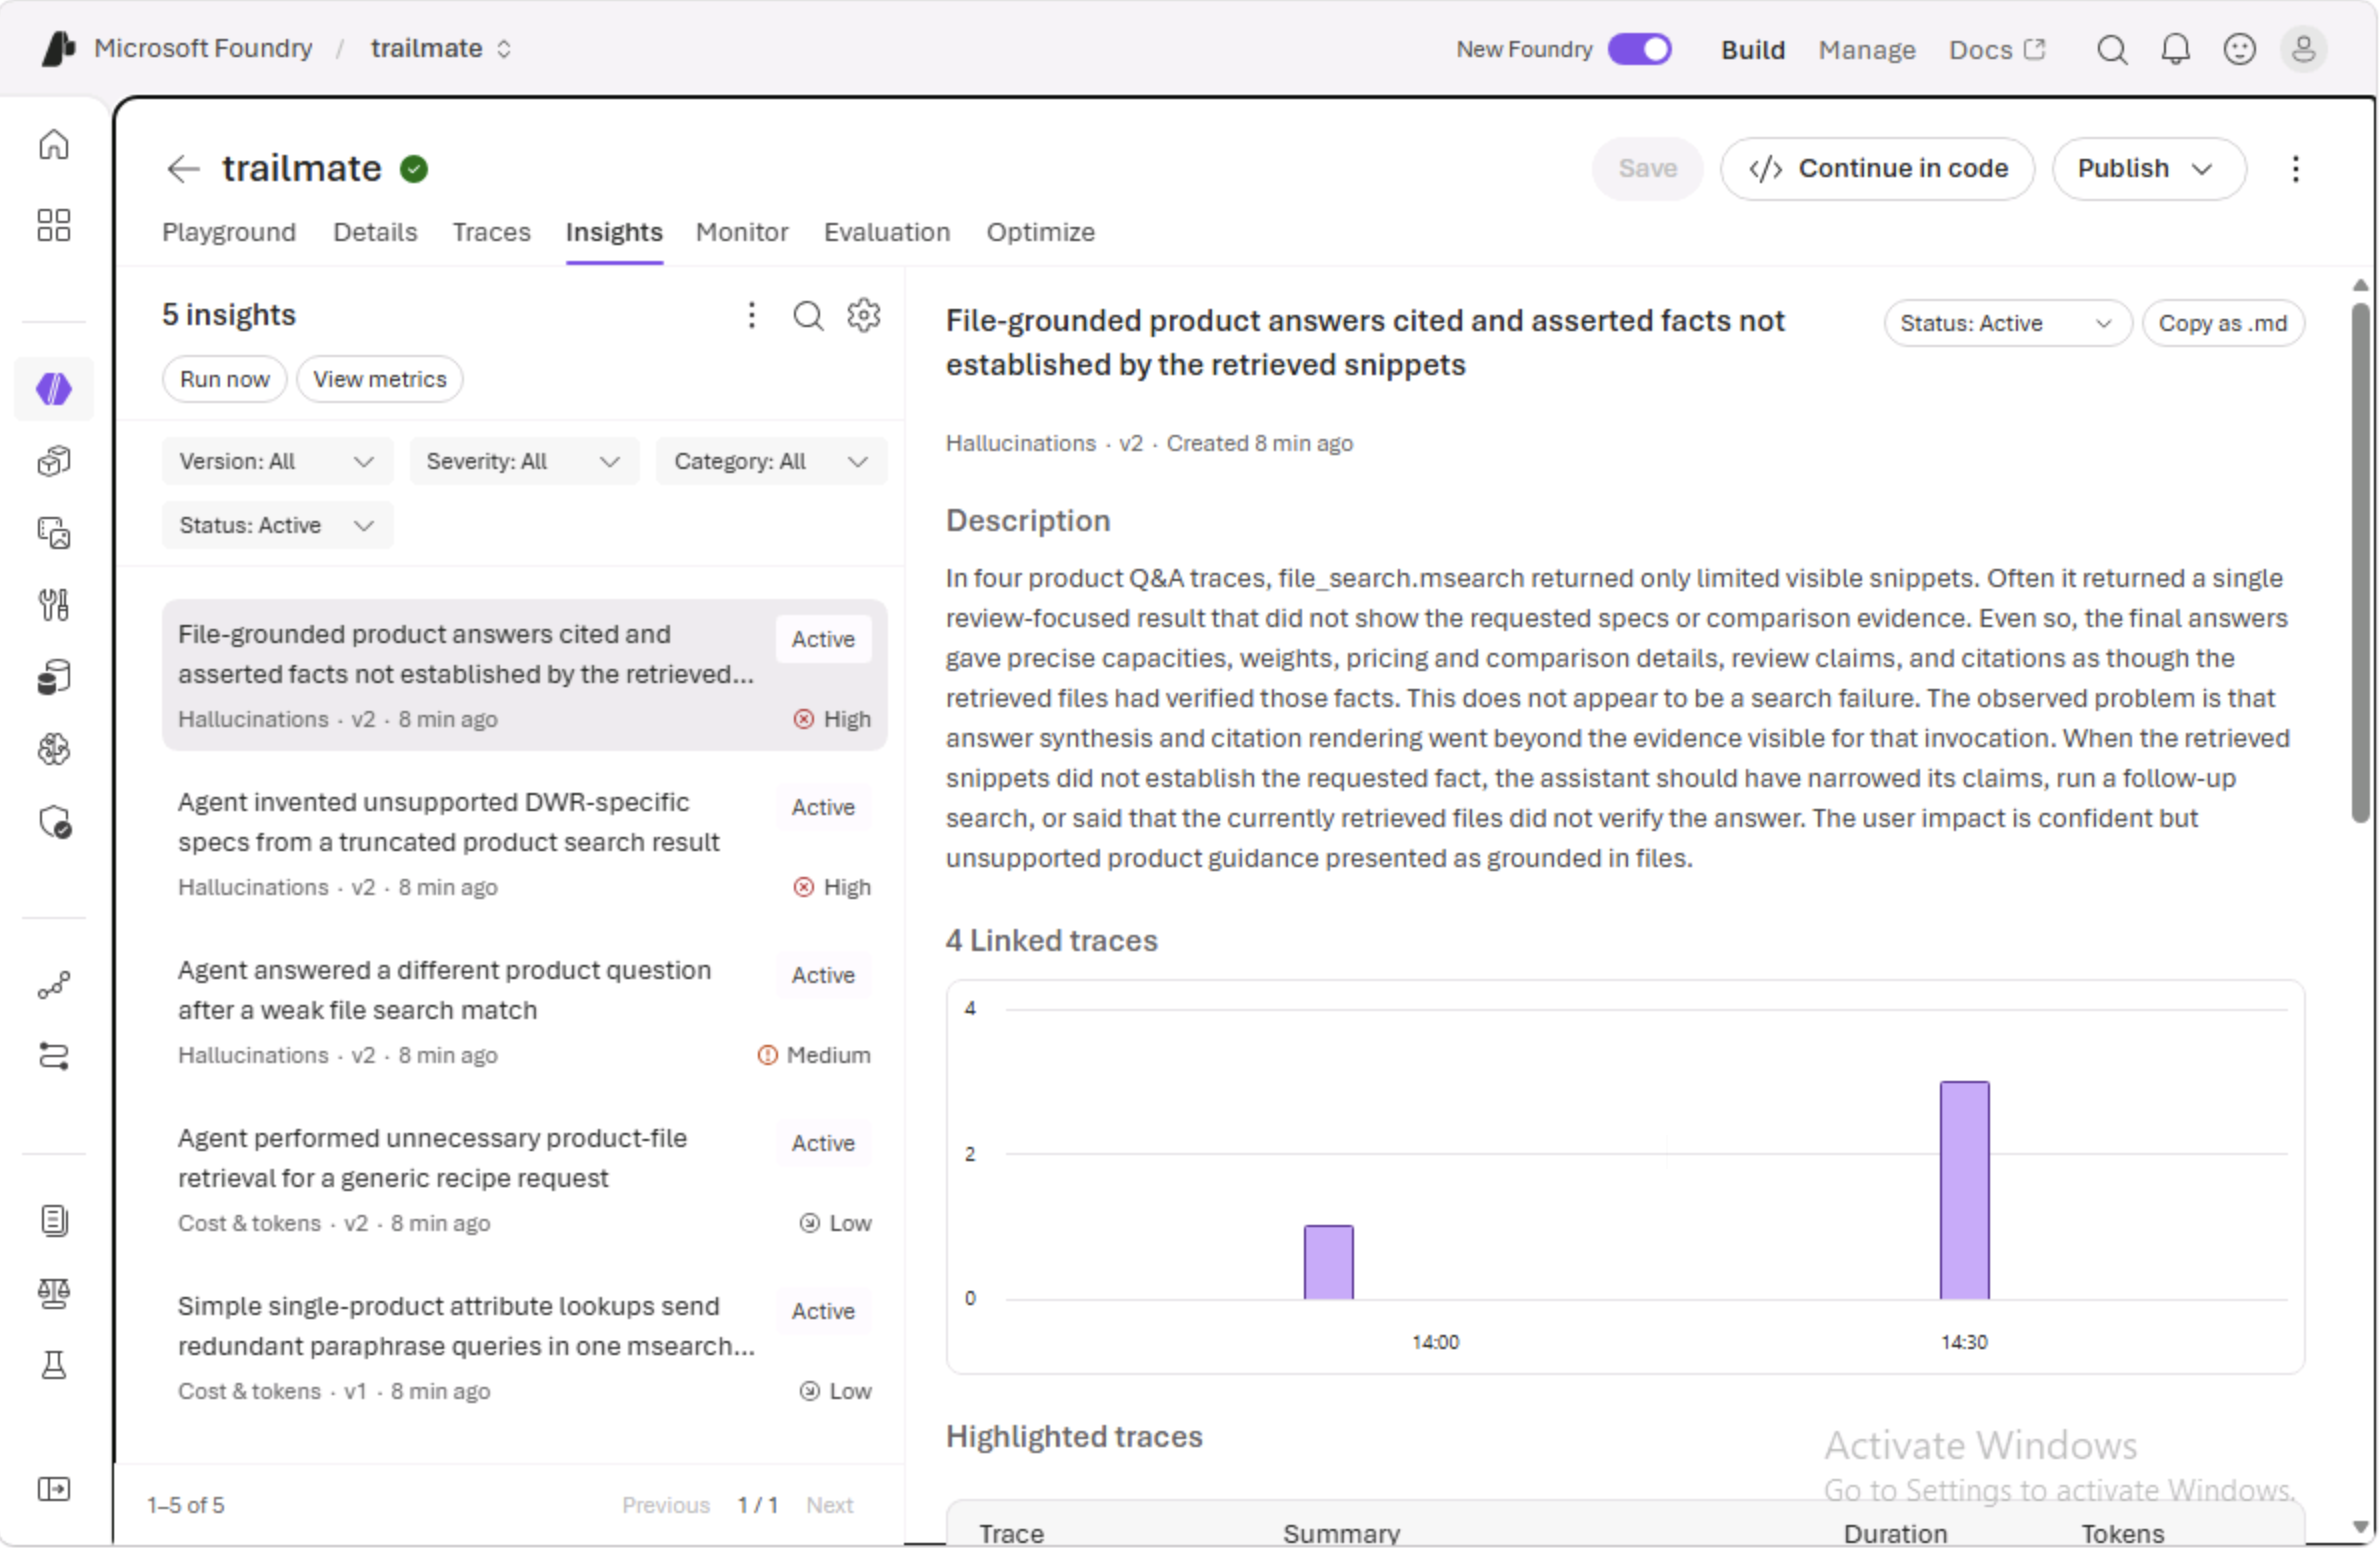 Microsoft Foundry / trailmate
New Foundry Build Manage Docs
trailmate
Save </> Continue in code Publish
Playground Details Traces Insights Monitor Evaluation Optimize
5 insights
Run now View metrics
Version: All Severity: All Category: All
Status: Active
File-grounded product answers cited and
asserted facts not established by the retrieved...
Active
Hallucinations · v2 · 8 min ago
High
Agent invented unsupported DWR-specific
specs from a truncated product search result
Active
Hallucinations · v2 · 8 min ago
High
Agent answered a different product question
after a weak file search match
Active
Hallucinations · v2 · 8 min ago
Medium
Agent performed unnecessary product-file
retrieval for a generic recipe request
Active
Cost & tokens · v2 · 8 min ago
Low
Simple single-product attribute lookups send
redundant paraphrase queries in one msearch...
Active
Cost & tokens · v1 · 8 min ago
Low
1–5 of 5 Previous 1 / 1 Next
File-grounded product answers cited and asserted facts not
established by the retrieved snippets
Status: Active Copy as .md
Hallucinations · v2 · Created 8 min ago
Description
In four product Q&A traces, file_search.msearch returned only limited visible snippets. Often it returned a single
review-focused result that did not show the requested specs or comparison evidence. Even so, the final answers
gave precise capacities, weights, pricing and comparison details, review claims, and citations as though the
retrieved files had verified those facts. This does not appear to be a search failure. The observed problem is that
answer synthesis and citation rendering went beyond the evidence visible for that invocation. When the retrieved
snippets did not establish the requested fact, the assistant should have narrowed its claims, run a follow-up
search, or said that the currently retrieved files did not verify the answer. The user impact is confident but
unsupported product guidance presented as grounded in files.
4 Linked traces
4
2
0
14:00 14:30
Highlighted traces
Activate Windows
Go to Settings to activate Windows.
Trace Summary Duration Tokens